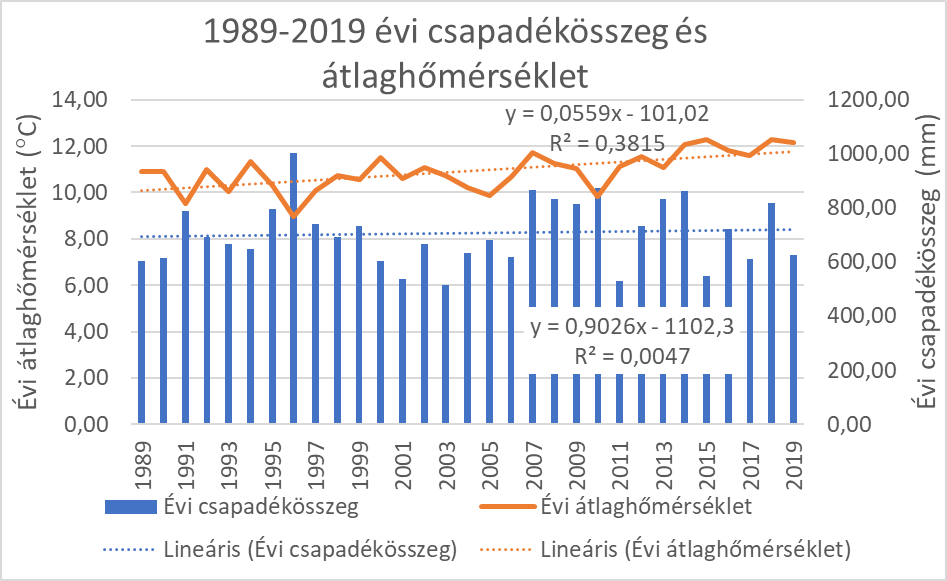 1989-2019 évi csapadékösszeg és
átlaghőmérséklet
Évi átlaghőmérséklet (°C)
14,00
12,00
10,00
8,00
6,00
4,00
2,00
0,00
y = 0,0559x - 101,02
R² = 0,3815
y = 0,9026x - 1102,3
R² = 0,0047
1200,00
1000,00
800,00
600,00
400,00
200,00
0,00
Évi csapadékösszeg (mm)
1989
1991
1993
1995
1997
1999
2001
2003
2005
2007
2009
2011
2013
2015
2017
2019
Évi csapadékösszeg
Évi átlaghőmérséklet
Lineáris (Évi csapadékösszeg)
Lineáris (Évi átlaghőmérséklet)